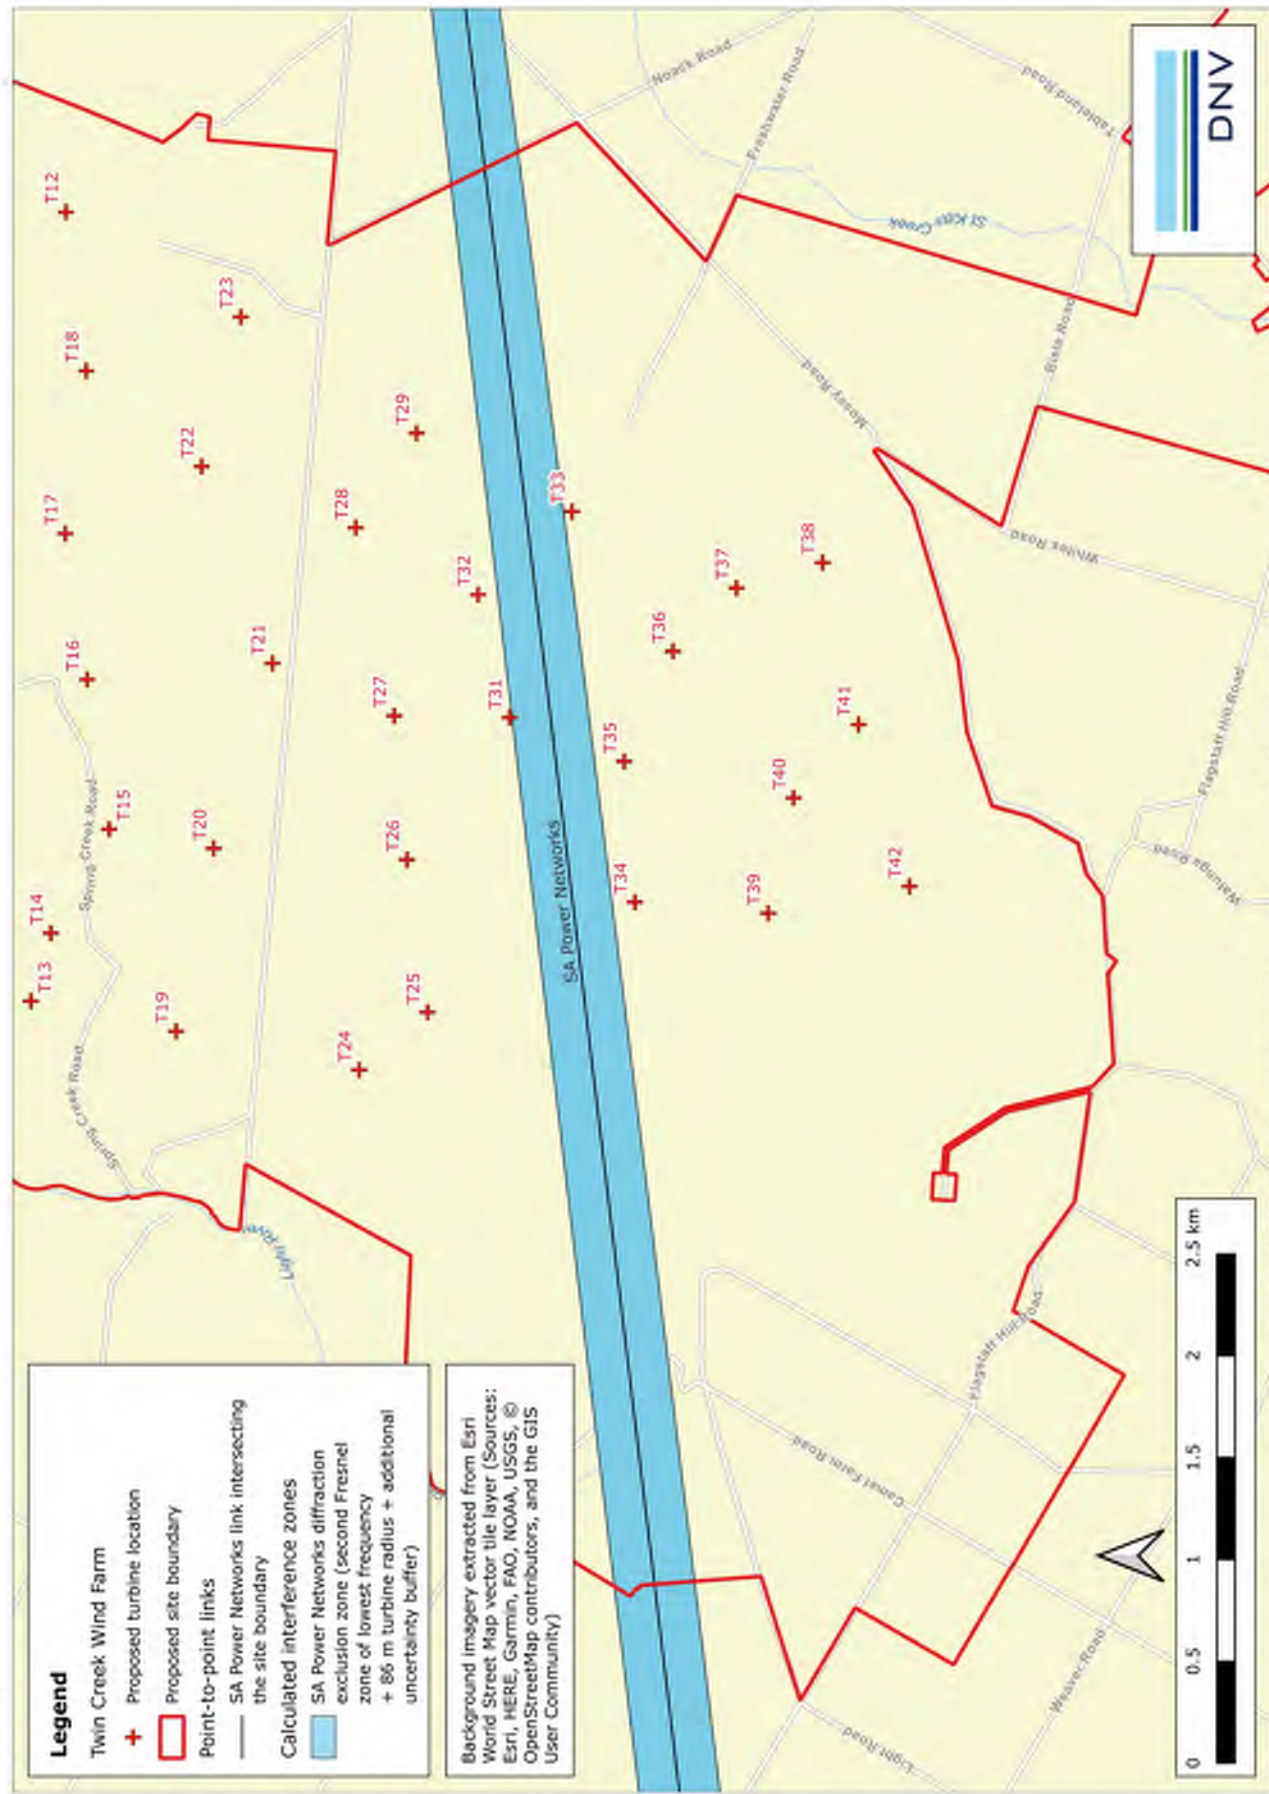 Legend
Twin Creek Wind Farm
Proposed turbine location
Proposed site boundary
Point-to-point links
SA Power Networks link intersecting
the site boundary
Calculated interference zones
SA Power Networks diffraction
exclusion zone (second Fresnel
zone of lowest frequency
+ 86 m turbine radius + additional
uncertainty buffer)
Background imagery extracted from Esri
World Street Map vector tile layer (Sources:
Esri, HERE, Garmin, FAO, NOAA, USGS, ©
OpenStreetMap contributors, and the GIS
User Community)
T12
T13
T14
T15
T16
T17
T18
T19
T20
T21
T22
T23
T24
T25
T26
T27
T28
T29
T31
T32
T33
T34
T35
T36
T37
T38
T39
T40
T41
T42
SA Power Networks
Spring Creek Road
Spring Creek Road
Light River
Noack Road
Freshwater Road
Tableland Road
St Kitts Creek
Mosey Road
Whites Road
Flagstaff Hill Road
Watunga Road
Flagstaff Hill Road
Camel Farm Road
Weaver Road
Light Road
0 0.5 1 1.5 2 2.5 km
DNV